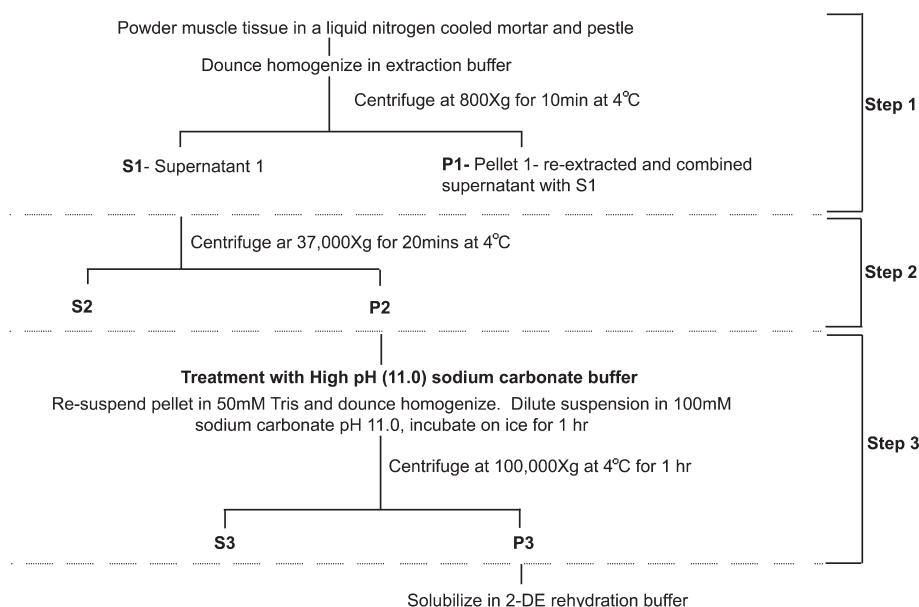 Powder muscle tissue in a liquid nitrogen cooled mortar and pestle
Dounce homogenize in extraction buffer
Centrifuge at 800Xg for 10min at 4°C
Step 1
S1- Supernatant 1
P1- Pellet 1- re-extracted and combined
supernatant with S1
Centrifuge ar 37,000Xg for 20mins at 4°C
Step 2
S2
P2
Treatment with High pH (11.0) sodium carbonate buffer
Re-suspend pellet in 50mM Tris and dounce homogenize. Dilute suspension in 100mM
sodium carbonate pH 11.0, incubate on ice for 1 hr
Step 3
Centrifuge at 100,000Xg at 4°C for 1 hr
S3
P3
Solubilize in 2-DE rehydration buffer